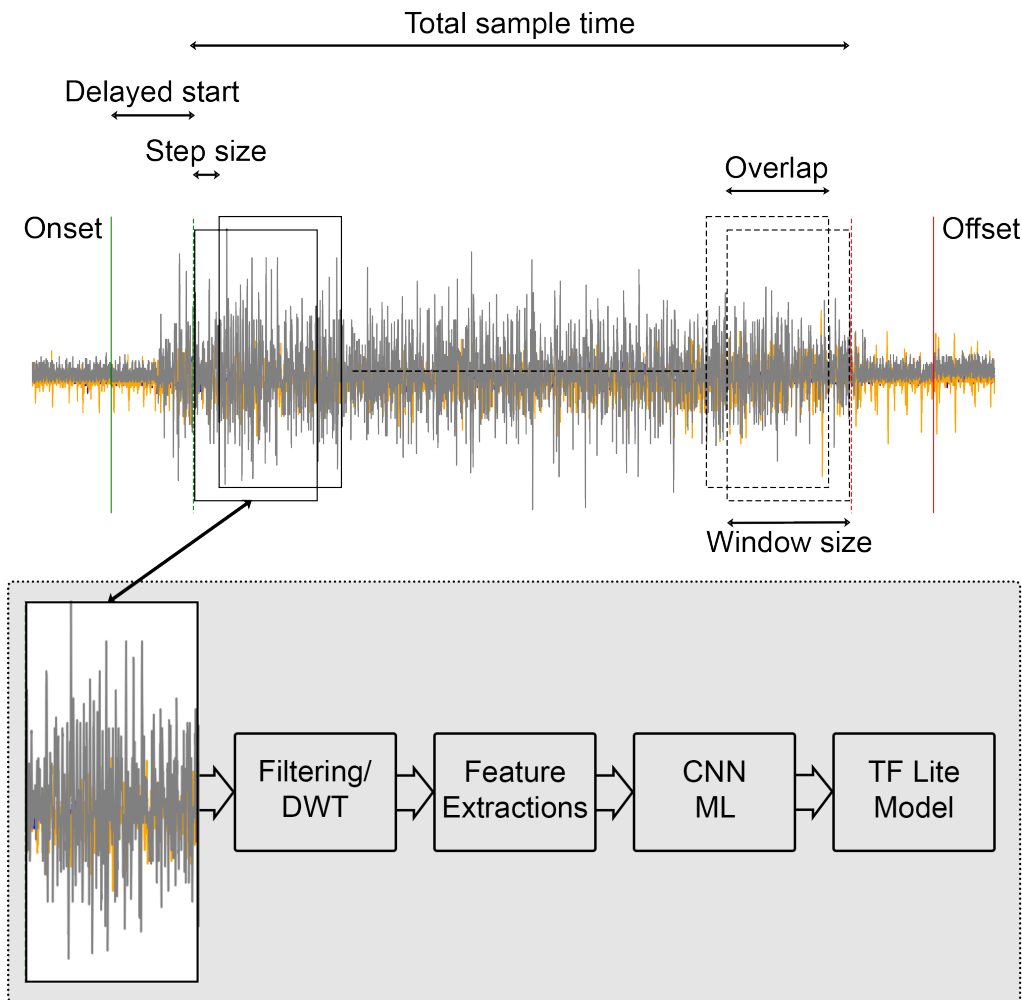 Total sample time
Delayed start
Step size
Overlap
Onset
Offset
Window size
Filtering/
DWT
Feature
Extractions
CNN
ML
TF Lite
Model